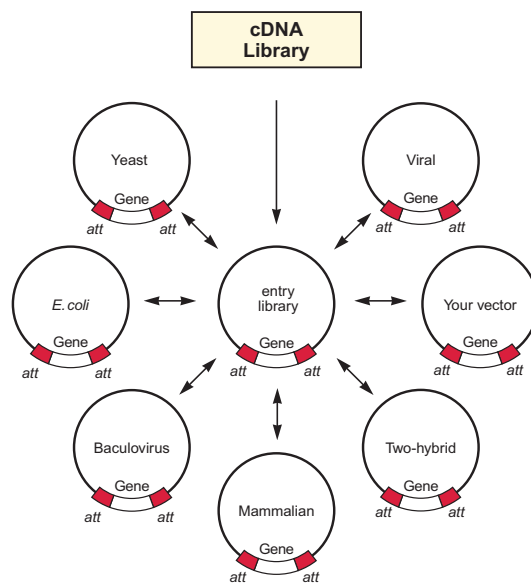 cDNA
Library
Yeast
Gene
att
att
Viral
Gene
att
att
E. coli
Gene
att
att
entry
library
Gene
att
att
Your vector
Gene
att
att
Baculovirus
Gene
att
att
Mammalian
Gene
att
att
Two-hybrid
Gene
att
att